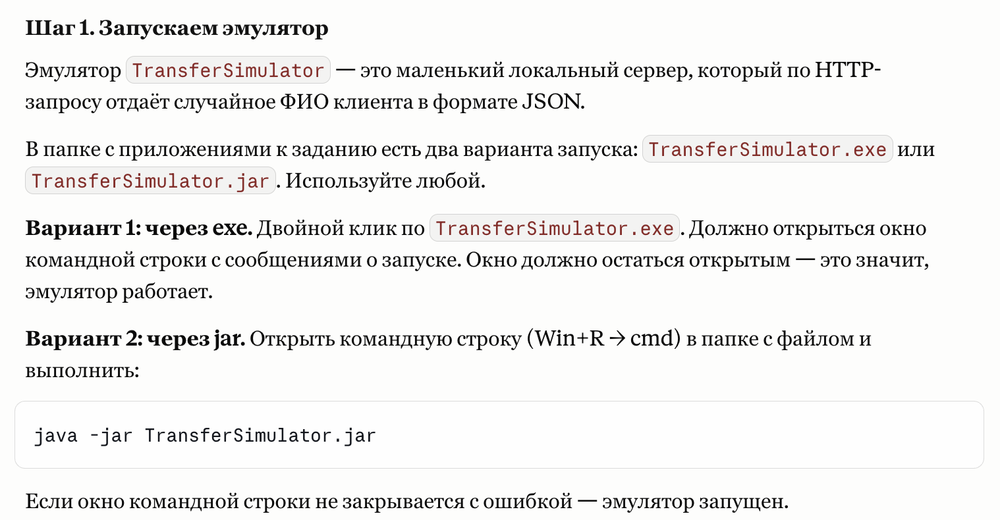 Шаг 1. Запускаем эмулятор
Эмулятор TransferSimulator — это маленький локальный сервер, который по HTTP-
запросу отдаёт случайное ФИО клиента в формате JSON.
В папке с приложениями к заданию есть два варианта запуска: TransferSimulator.exe или
TransferSimulator.jar. Используйте любой.
Вариант 1: через exe. Двойной клик по TransferSimulator.exe. Должно открыться окно
командной строки с сообщениями о запуске. Окно должно остаться открытым — это значит,
эмулятор работает.
Вариант 2: через jar. Открыть командную строку (Win+R → cmd) в папке с файлом и
выполнить:
java -jar TransferSimulator.jar
Если окно командной строки не закрывается с ошибкой — эмулятор запущен.